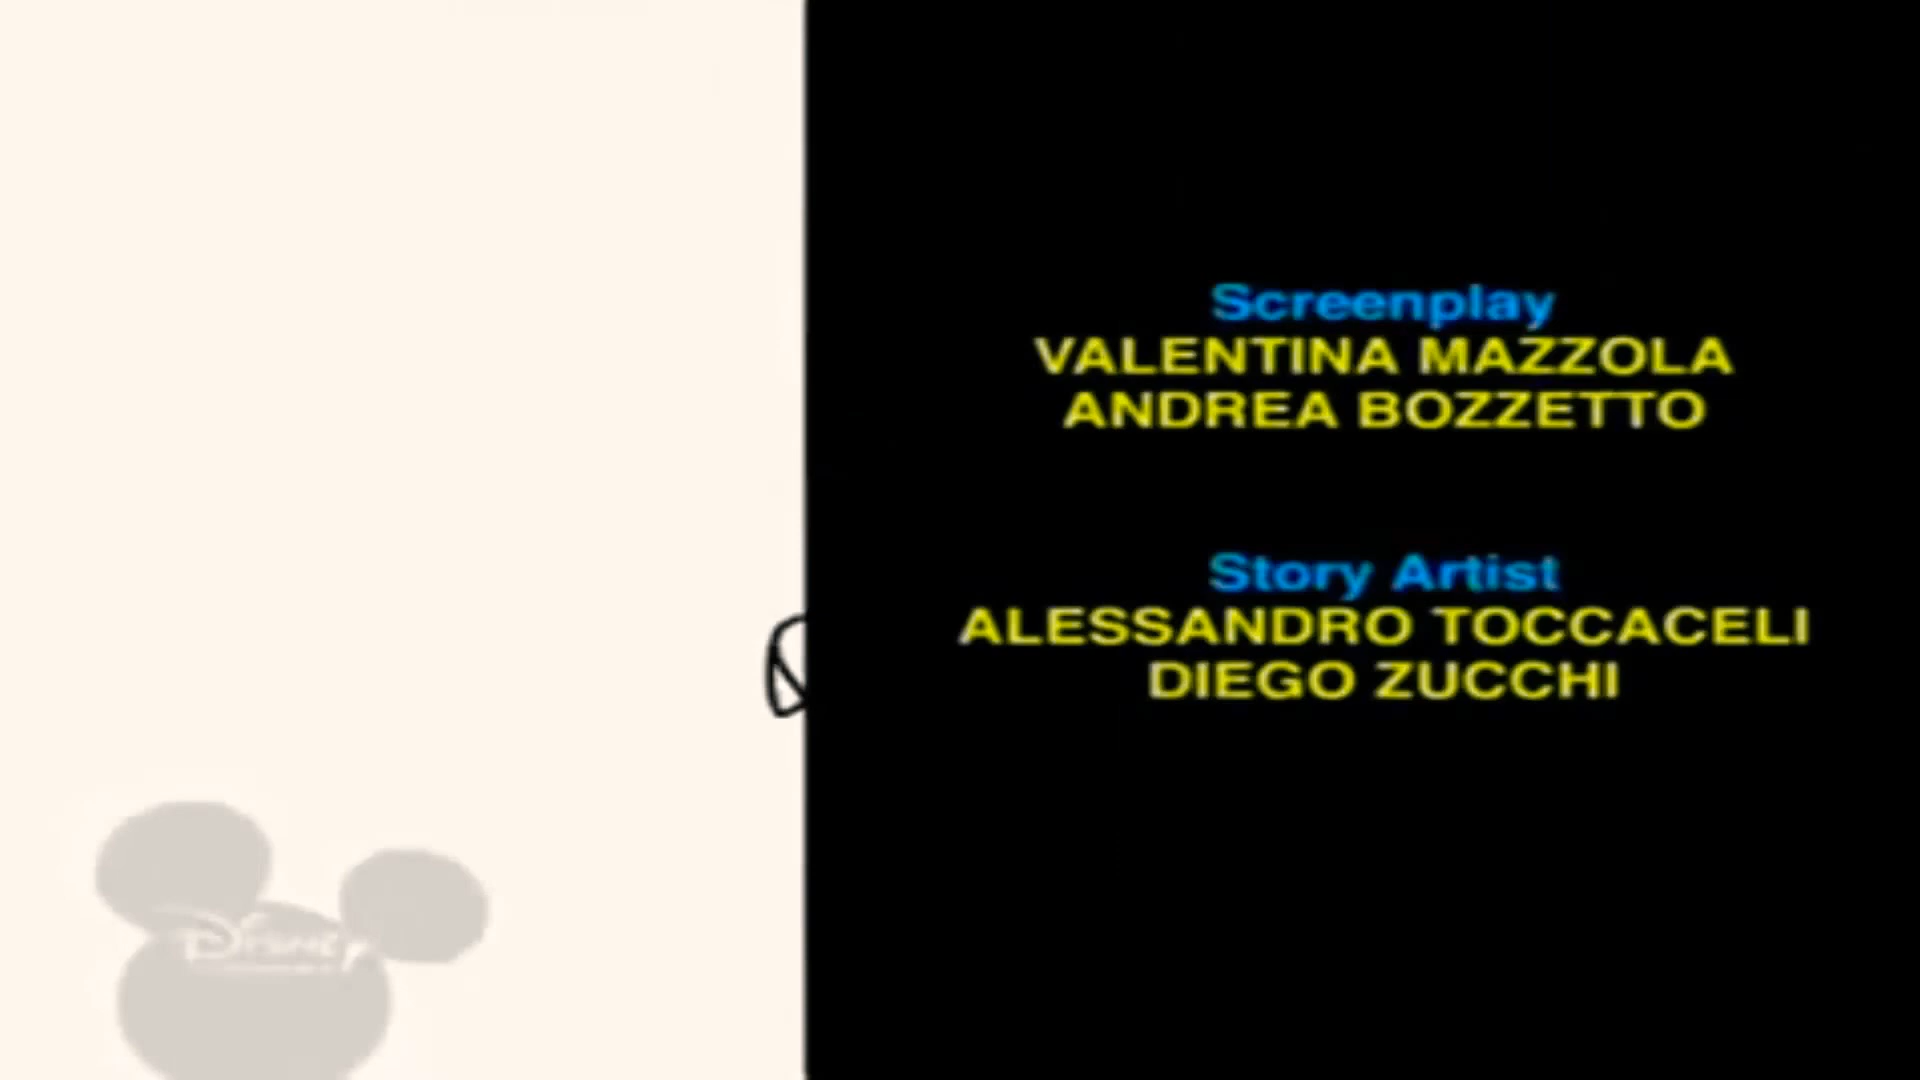 Screenplay
VALENTINA MAZZOLA
ANDREA BOZZETTO
Story Artist
ALESSANDRO TOCCACELI
DIEGO ZUCCHI
Disney